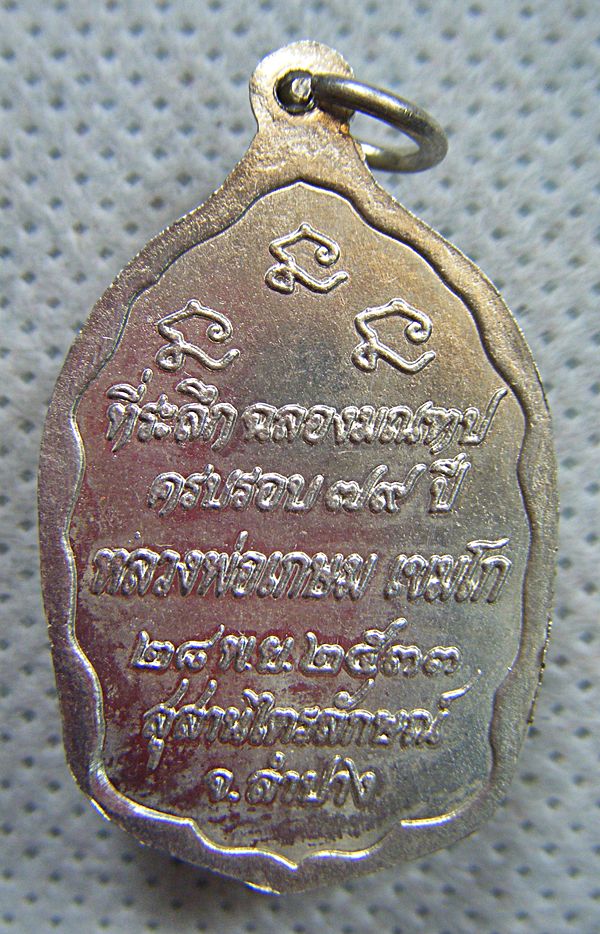 ที่ระลึก ฉลองมณฑป
ครบรอบ ๗๙ ปี
หลวงพ่อเกษม เขมโก
๒๘ พ.ย. ๒๕๓๓
สุสานไตรลักษณ์
จ.ลำปาง